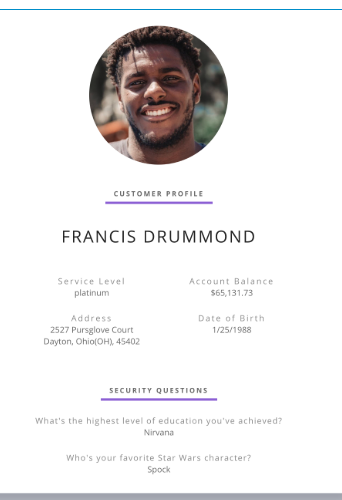 CUSTOMER PROFILE
FRANCIS DRUMMOND
Service Level
platinum
Account Balance
$65,131.73
Address
2527 Pursglove Court
Dayton, Ohio(OH), 45402
Date of Birth
1/25/1988
SECURITY QUESTIONS
What's the highest level of education you've achieved?
Nirvana
Who's your favorite Star Wars character?
Spock